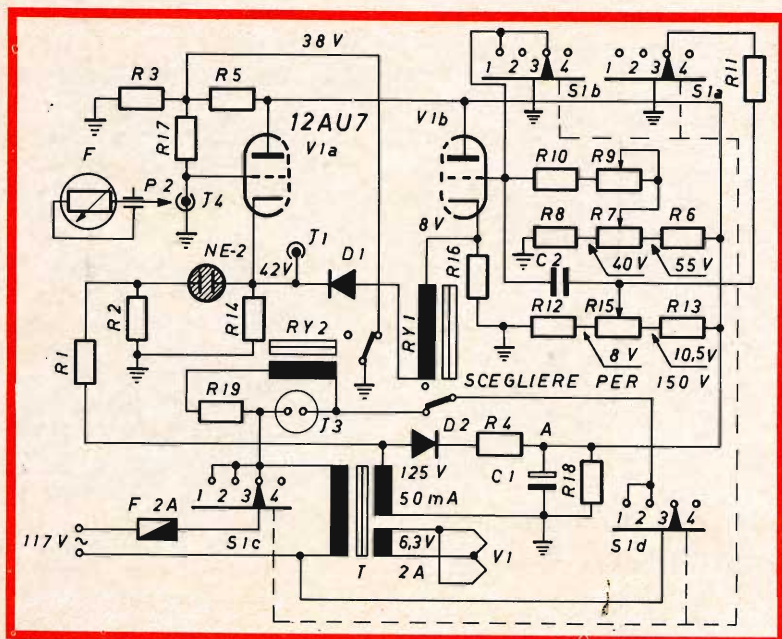 38 V
R3
R5
R17
12AU7
V1a
V1b
F
P2
J4
NE-2
42V
J1
D1
8 V
R16
R1
R2
R14
RY2
RY1
R19
J3
1 2 3 4
S1b
1 2 3 4
S1a
R11
R10
R9
R8
R7
R6
C2
40 V
55 V
R12
R15
R13
8 V
10,5V
SCEGLIERE PER 150 V
D2
R4
A
C1
R18
125 V
50 mA
6,3V
2 A
V1
T
1 2 3 4
S1c
F 2A
117 V ~
1 2 3 4
S1d